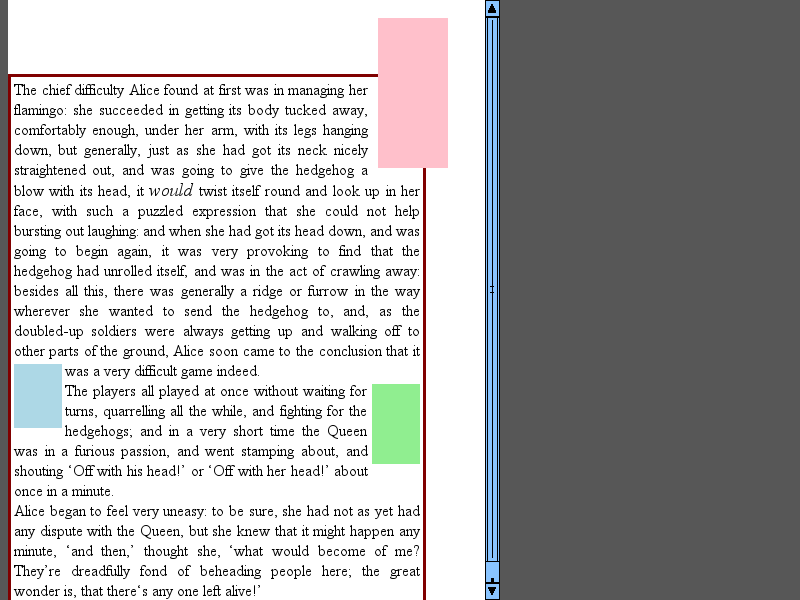 The chief difficulty Alice found at first was in managing her
flamingo: she succeeded in getting its body tucked away,
comfortably enough, under her arm, with its legs hanging
down, but generally, just as she had got its neck nicely
straightened out, and was going to give the hedgehog a
blow with its head, it would twist itself round and look up in her
face, with such a puzzled expression that she could not help
bursting out laughing: and when she had got its head down, and was
going to begin again, it was very provoking to find that the
hedgehog had unrolled itself, and was in the act of crawling away:
besides all this, there was generally a ridge or furrow in the way
wherever she wanted to send the hedgehog to, and, as the
doubled-up soldiers were always getting up and walking off to
other parts of the ground, Alice soon came to the conclusion that it
was a very difficult game indeed.
The players all played at once without waiting for
turns, quarrelling all the while, and fighting for the
hedgehogs; and in a very short time the Queen
was in a furious passion, and went stamping about, and
shouting ‘Off with his head!’ or ‘Off with her head!’ about
once in a minute.
Alice began to feel very uneasy: to be sure, she had not as yet had
any dispute with the Queen, but she knew that it might happen any
minute, ‘and then,’ thought she, ‘what would become of me?
They’re dreadfully fond of beheading people here; the great
wonder is, that there‘s any one left alive!’